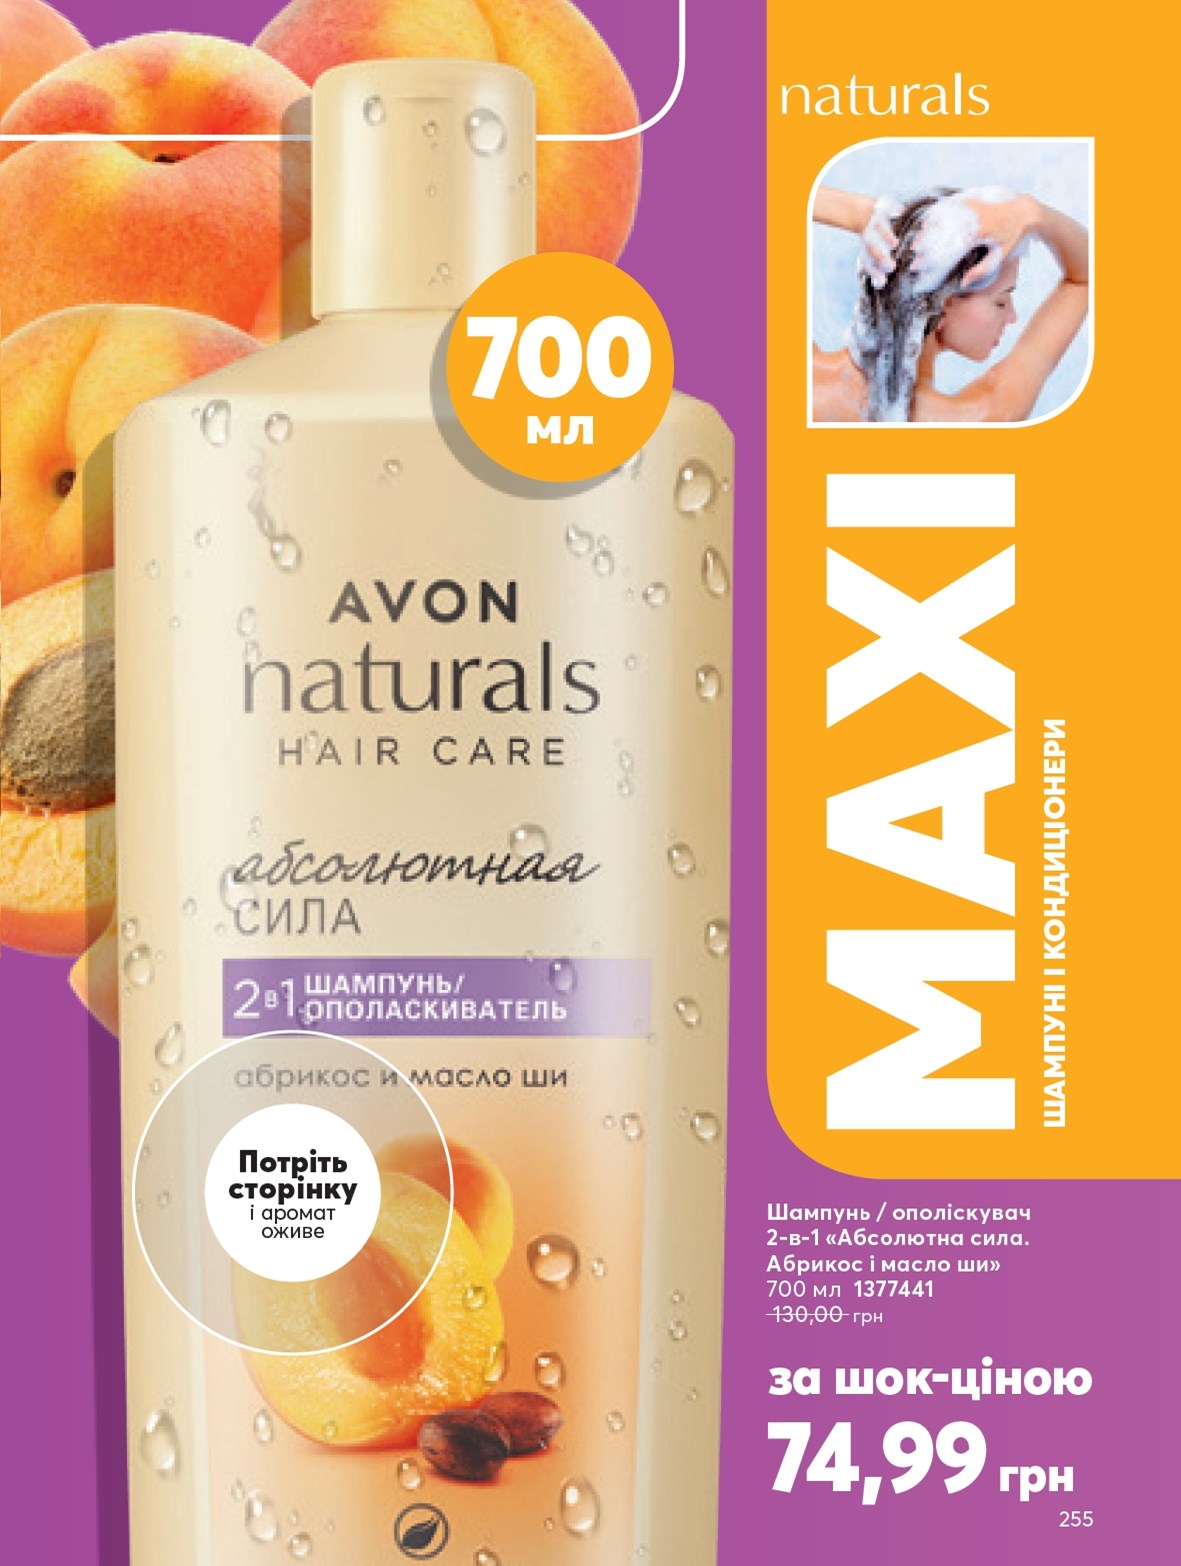 naturals
700
мл
AVON
naturals
HAIR CARE
абсолютная
СИЛА
2в1 ШАМПУНЬ/
ОПОЛАСКИВАТЕЛЬ
абрикос и масло ши
Потріть
сторінку
і аромат
оживе
MAXI
ШАМПУНІ І КОНДИЦІОНЕРИ
Шампунь / ополіскувач
2-в-1 «Абсолютна сила.
Абрикос і масло ши»
700 мл 1377441
130,00 грн
за шок-ціною
74,99 грн
255